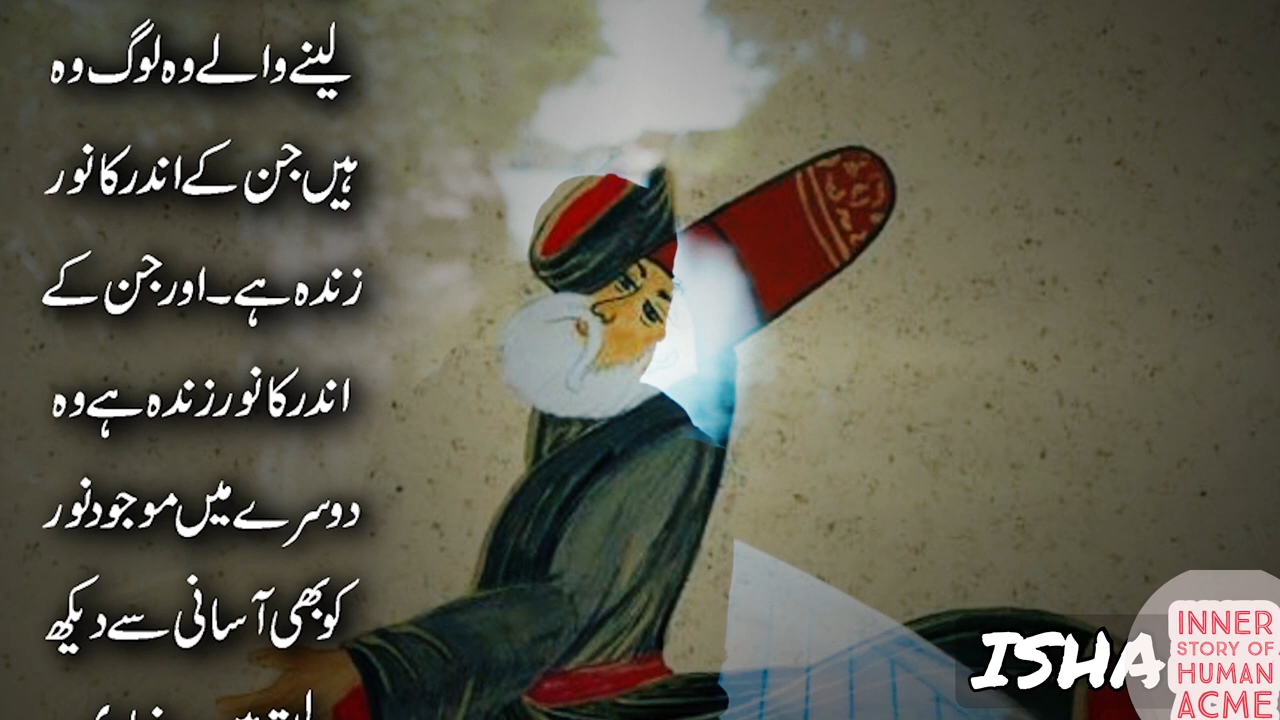 لینے والے وہ لوگ وہ
ہیں جن کے اندر کا نور
زندہ ہے۔ اور جن کے
اندر کا نور زندہ ہے وہ
دوسرے میں موجود نور
کو بھی آسانی سے دیکھ
ISHA
INNER
STORY OF
HUMAN
ACME